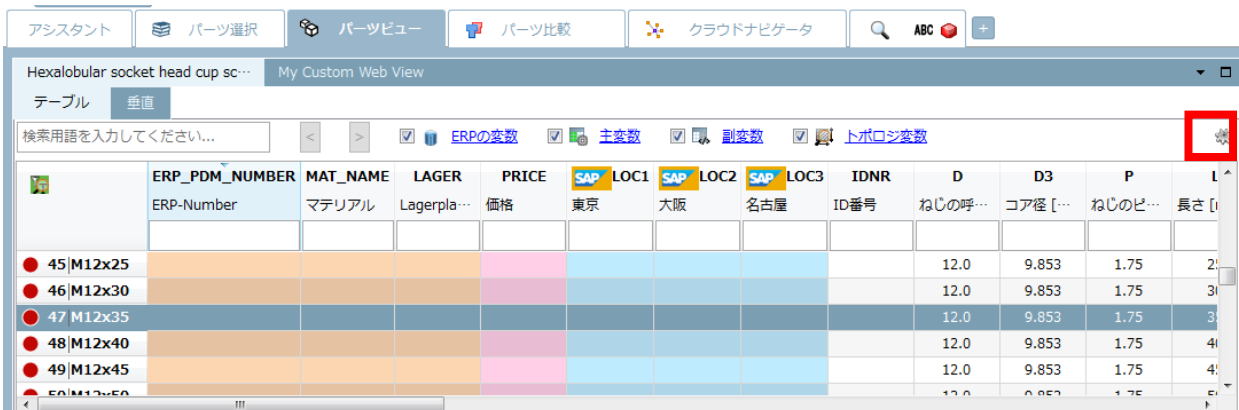 アシスタント パーツ選択 パーツビュー パーツ比較 クラウドナビゲータ ABC +
Hexalobular socket head cup sc… My Custom Web View
テーブル 垂直
検索用語を入力してください... < > ERPの変数 主変数 副変数 トポロジ変数
ERP_PDM_NUMBER MAT_NAME LAGER PRICE SAP LOC1 SAP LOC2 SAP LOC3 IDNR D D3 P L
ERP-Number マテリアル Lagerpla… 価格 東京 大阪 名古屋 ID番号 ねじの呼… コア径 [… ねじのピ… 長さ [
45 M12x25 12.0 9.853 1.75
46 M12x30 12.0 9.853 1.75
47 M12x35 12.0 9.853 1.75
48 M12x40 12.0 9.853 1.75
49 M12x45 12.0 9.853 1.75
50 M12x50 12.0 9.853 1.75